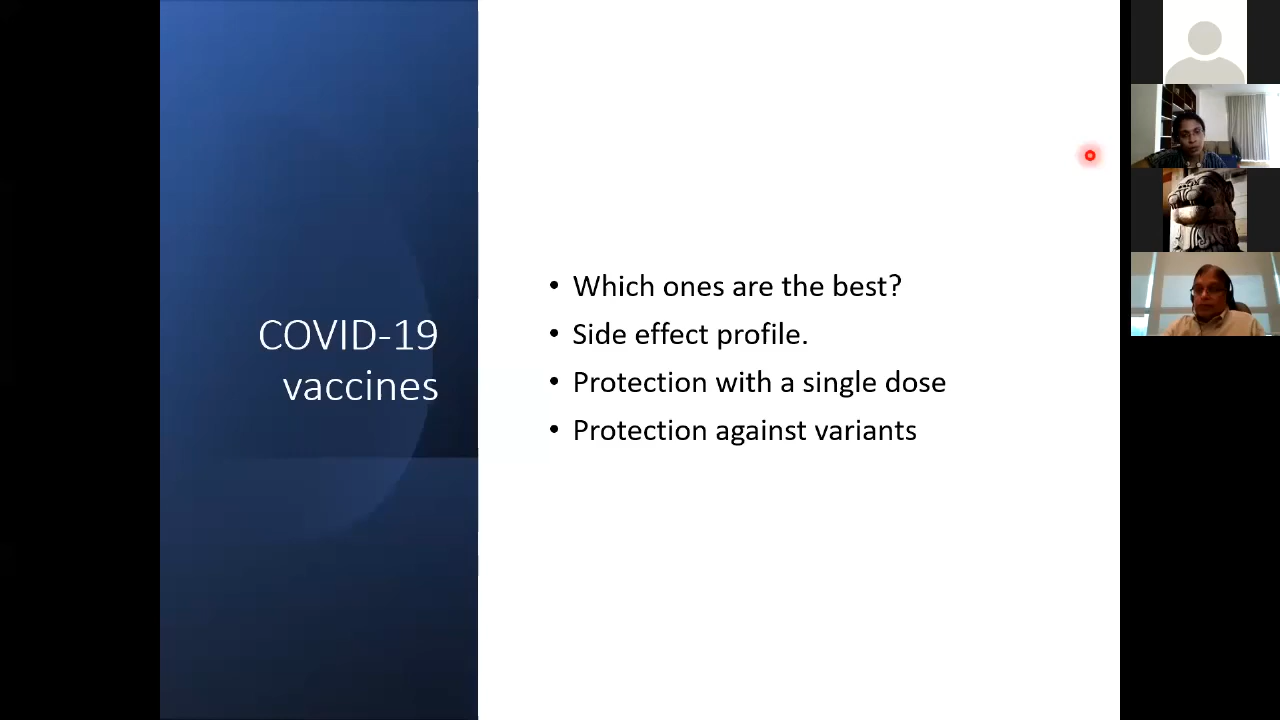 COVID-19
vaccines
• Which ones are the best?
• Side effect profile.
• Protection with a single dose
• Protection against variants